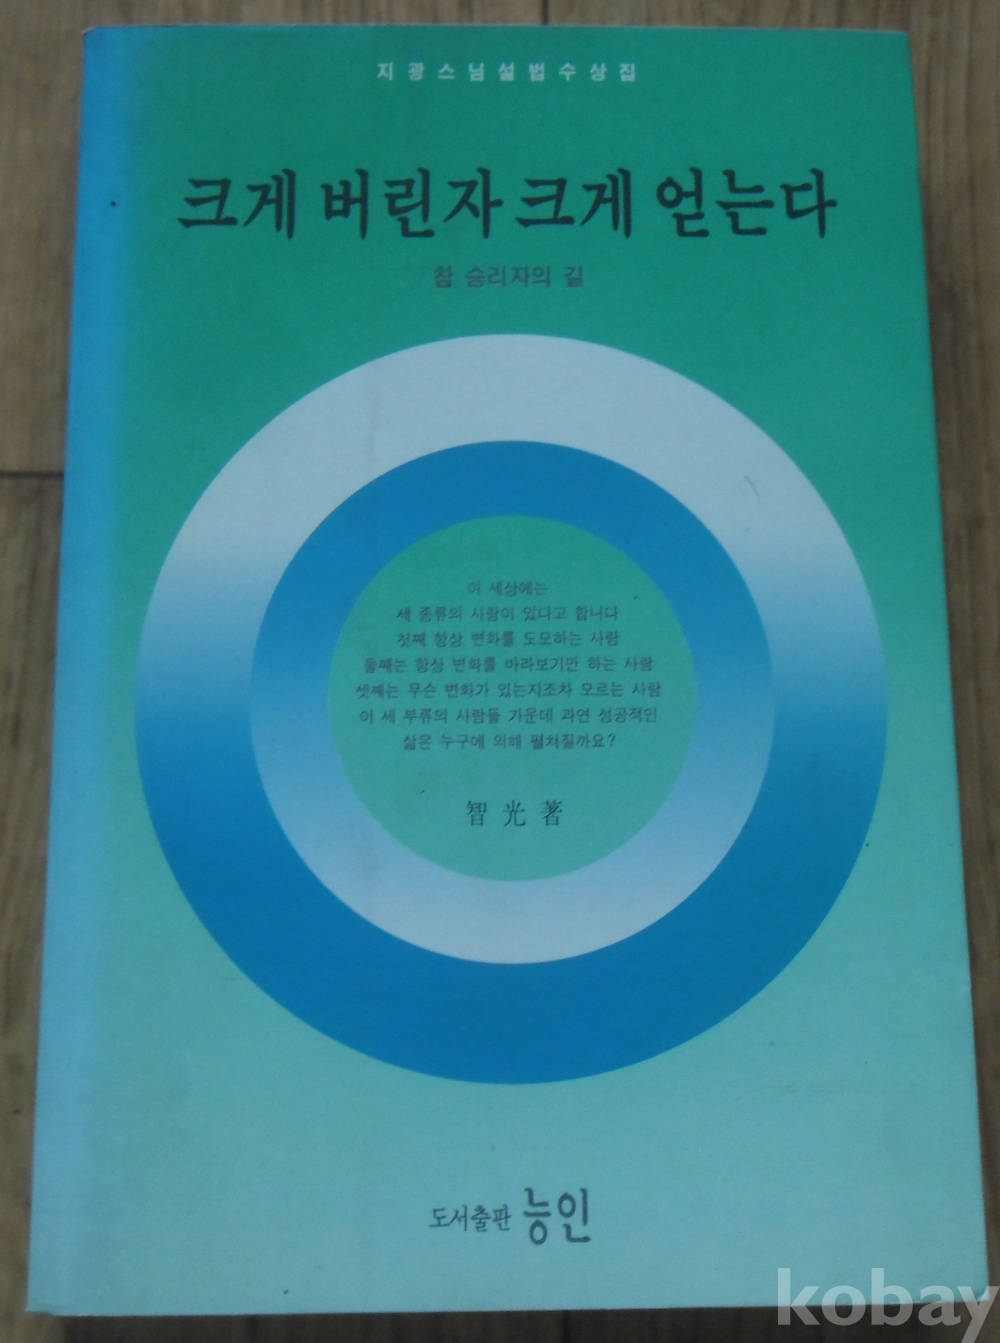 지광스님설법수상집
크게 버린자 크게 얻는다
참 승리자의 길
이 세상에는
세 종류의 사람이 있다고 합니다
첫째 항상 변화를 도모하는 사람
둘째는 항상 변화를 바라보기만 하는 사람
셋째는 무슨 변화가 있는지조차 모르는 사람
이 세 부류의 사람들 가운데 과연 성공적인
삶은 누구에 의해 펼쳐질까요?
智光著
도서출판 능인
kobay